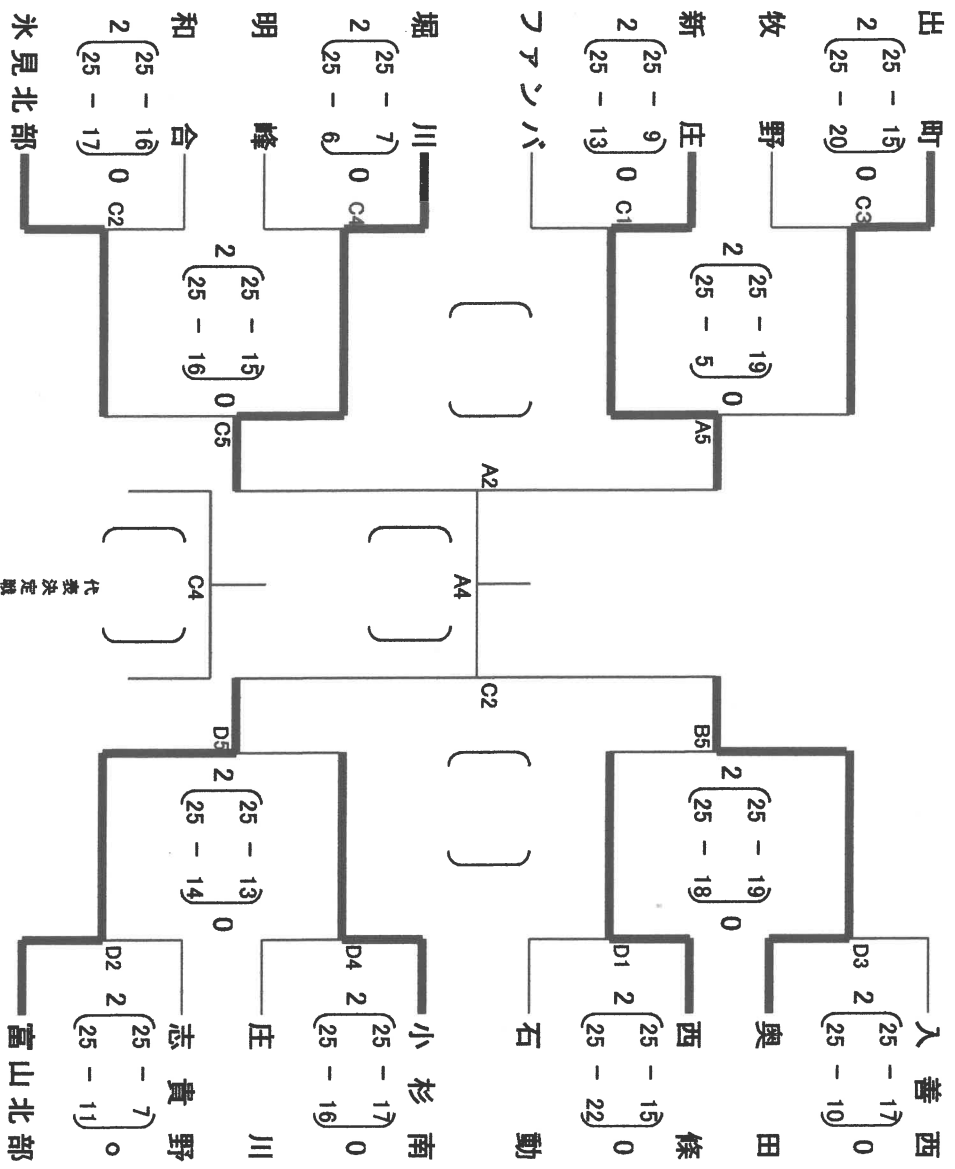 出町
2 (25 - 15) 0
(25 - 20)
C3
牧野
新庄
2 (25 - 9) 0
(25 - 13)
C1
ファンバ
2 (25 - 19) 0
(25 - 5)
A5
堀川
2 (25 - 7) 0
(25 - 6)
C4
明峰
和合
2 (25 - 16) 0
(25 - 17)
C2
氷見北部
2 (25 - 15) 0
(25 - 16)
C5
A2
A4
C4
代表決定戦
C2
入善西
2 (25 - 17) 0
(25 - 10)
D3
奥田
西條
2 (25 - 15) 0
(25 - 22)
D1
石動
B5
2 (25 - 19) 0
(25 - 18)
小杉南
2 (25 - 17) 0
(25 - 16)
D4
庄川
志貴野
2 (25 - 7) 0
(25 - 11)
D2
富山北部
D5
2 (25 - 13) 0
(25 - 14)